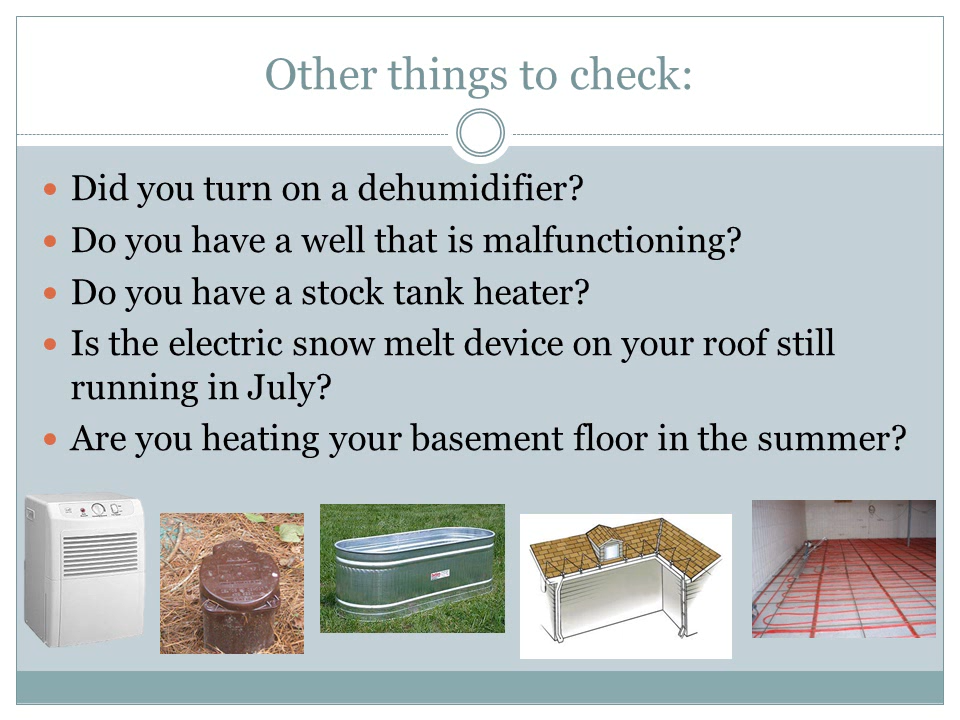 Other things to check:
Did you turn on a dehumidifier?
Do you have a well that is malfunctioning?
Do you have a stock tank heater?
Is the electric snow melt device on your roof still
running in July?
Are you heating your basement floor in the summer?